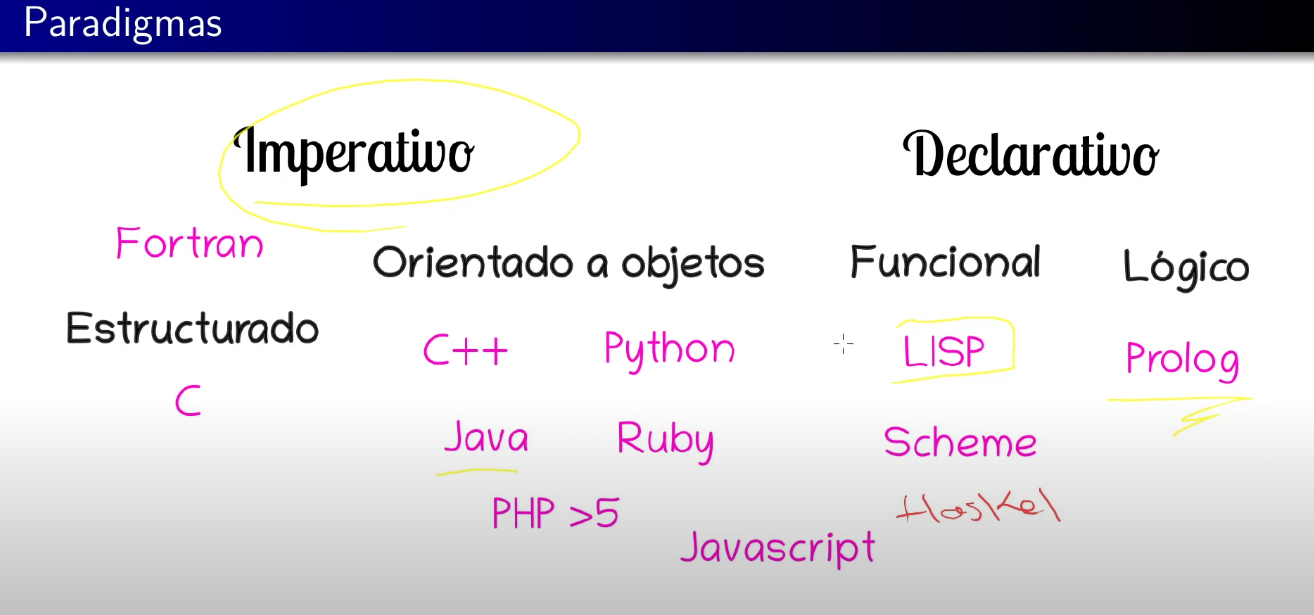 Paradigmas
Imperativo
Declarativo
Fortran
Orientado a objetos
Funcional
Lógico
Estructurado
C++
Python
LISP
Prolog
C
Java
Ruby
Scheme
PHP >5
Haskel
Javascript